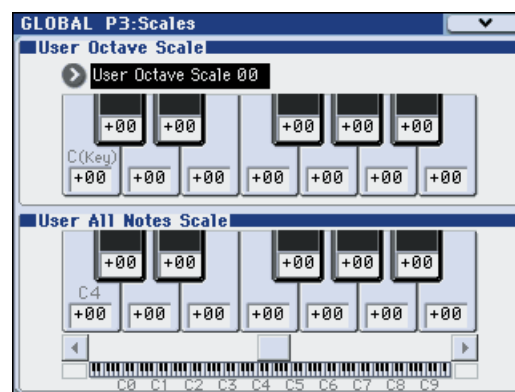 GLOBAL P3:Scales
User Octave Scale
User Octave Scale 00
+00 +00 +00 +00 +00
C(Key)
+00 +00 +00 +00 +00 +00 +00
User All Notes Scale
+00 +00 +00 +00 +00
C4
+00 +00 +00 +00 +00 +00 +00
C0 C1 C2 C3 C4 C5 C6 C7 C8 C9